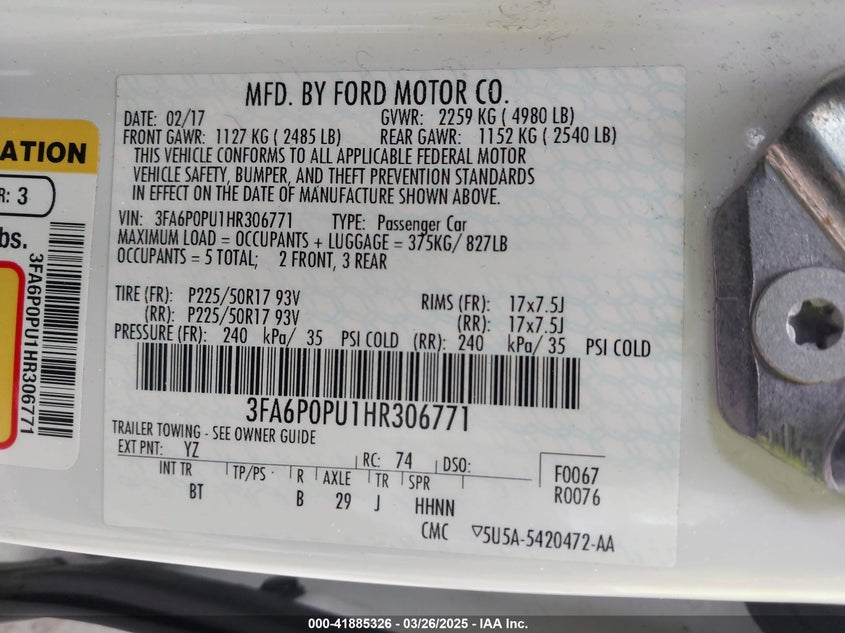 MFD. BY FORD MOTOR CO.
DATE: 02/17 GVWR: 2259 KG ( 4980 LB)
FRONT GAWR: 1127 KG ( 2485 LB) REAR GAWR: 1152 KG ( 2540 LB)
THIS VEHICLE CONFORMS TO ALL APPLICABLE FEDERAL MOTOR
VEHICLE SAFETY, BUMPER, AND THEFT PREVENTION STANDARDS
IN EFFECT ON THE DATE OF MANUFACTURE SHOWN ABOVE.
VIN: 3FA6P0PU1HR306771 TYPE: Passenger Car
MAXIMUM LOAD = OCCUPANTS + LUGGAGE = 375KG/ 827LB
OCCUPANTS = 5 TOTAL; 2 FRONT, 3 REAR
TIRE (FR): P225/50R17 93V RIMS (FR): 17x7.5J
(RR): P225/50R17 93V (RR): 17x7.5J
PRESSURE (FR): 240 kPa/ 35 PSI COLD (RR): 240 kPa/ 35 PSI COLD
3FA6P0PU1HR306771
TRAILER TOWING - SEE OWNER GUIDE
EXT PNT: YZ RC: 74 DSO:
INT TR TP/PS R AXLE TR SPR
BT B 29 J HHNN
F0067
R0076
CMC ▽5U5A-5420472-AA
ATION
R: 3
bs.
3FA6P0PU1HR306771
000-41885326 | 03/26/2025 | IAA Inc.